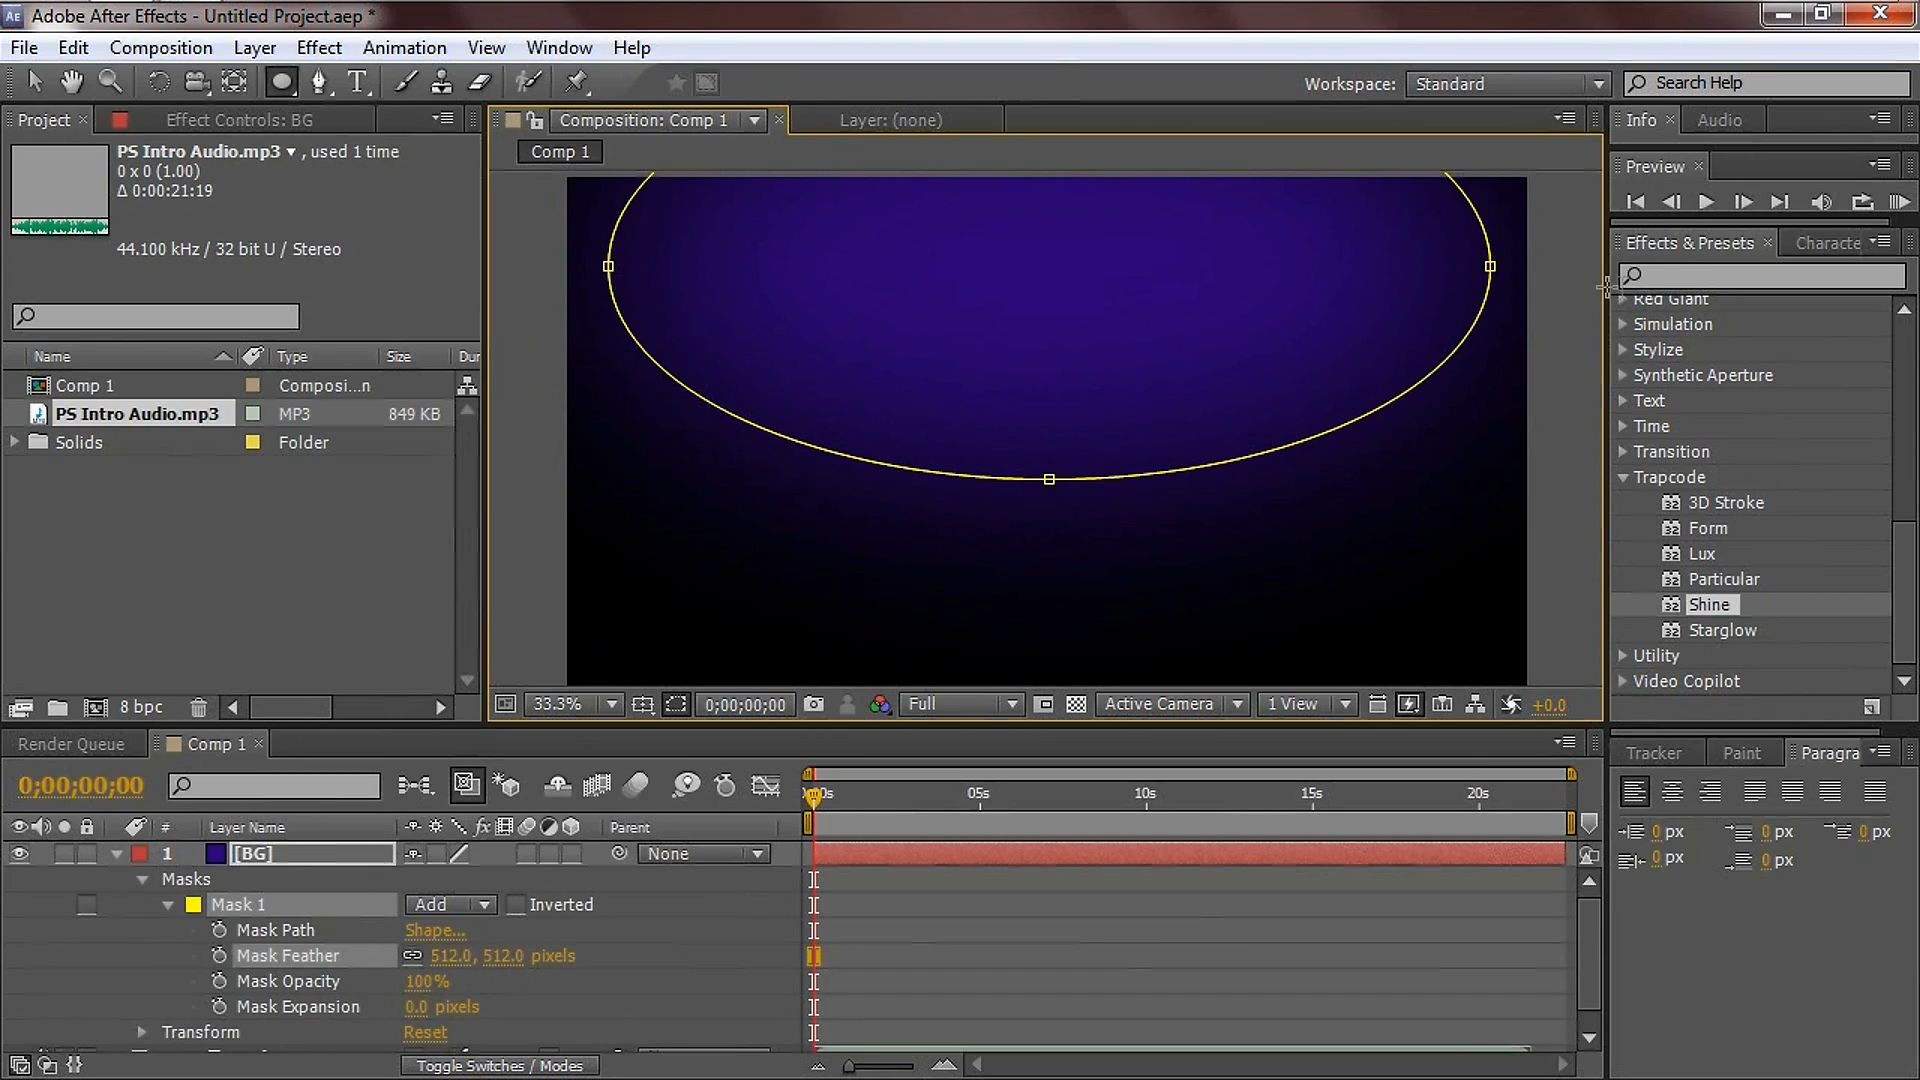 Adobe After Effects - Untitled Project.aep *
File Edit Composition Layer Effect Animation View Window Help
Workspace: Standard Search Help
Project Effect Controls: BG
Composition: Comp 1 Layer: (none)
Info Audio
PS Intro Audio.mp3 , used 1 time
0 x 0 (1.00)
Δ 0:00:21:19
44.100 kHz / 32 bit U / Stereo
Comp 1
Preview
Effects & Presets Characte
Name Type Size Dur
Comp 1 Composi...n
PS Intro Audio.mp3 MP3 849 KB
Solids Folder
Red Giant
Simulation
Stylize
Synthetic Aperture
Text
Time
Transition
Trapcode
32 3D Stroke
32 Form
32 Lux
32 Particular
32 Shine
32 Starglow
Utility
Video Copilot
8 bpc
33.3% 0;00;00;00 Full Active Camera 1 View +0.0
Render Queue Comp 1
Tracker Paint Paragra
0;00;00;00
05s 10s 15s 20s
# Layer Name fx Parent
1 [BG] None
Masks
Mask 1 Add Inverted
Mask Path Shape...
Mask Feather 512.0, 512.0 pixels
Mask Opacity 100%
Mask Expansion 0.0 pixels
Transform Reset
Toggle Switches / Modes
0 px 0 px 0 px
0 px 0 px